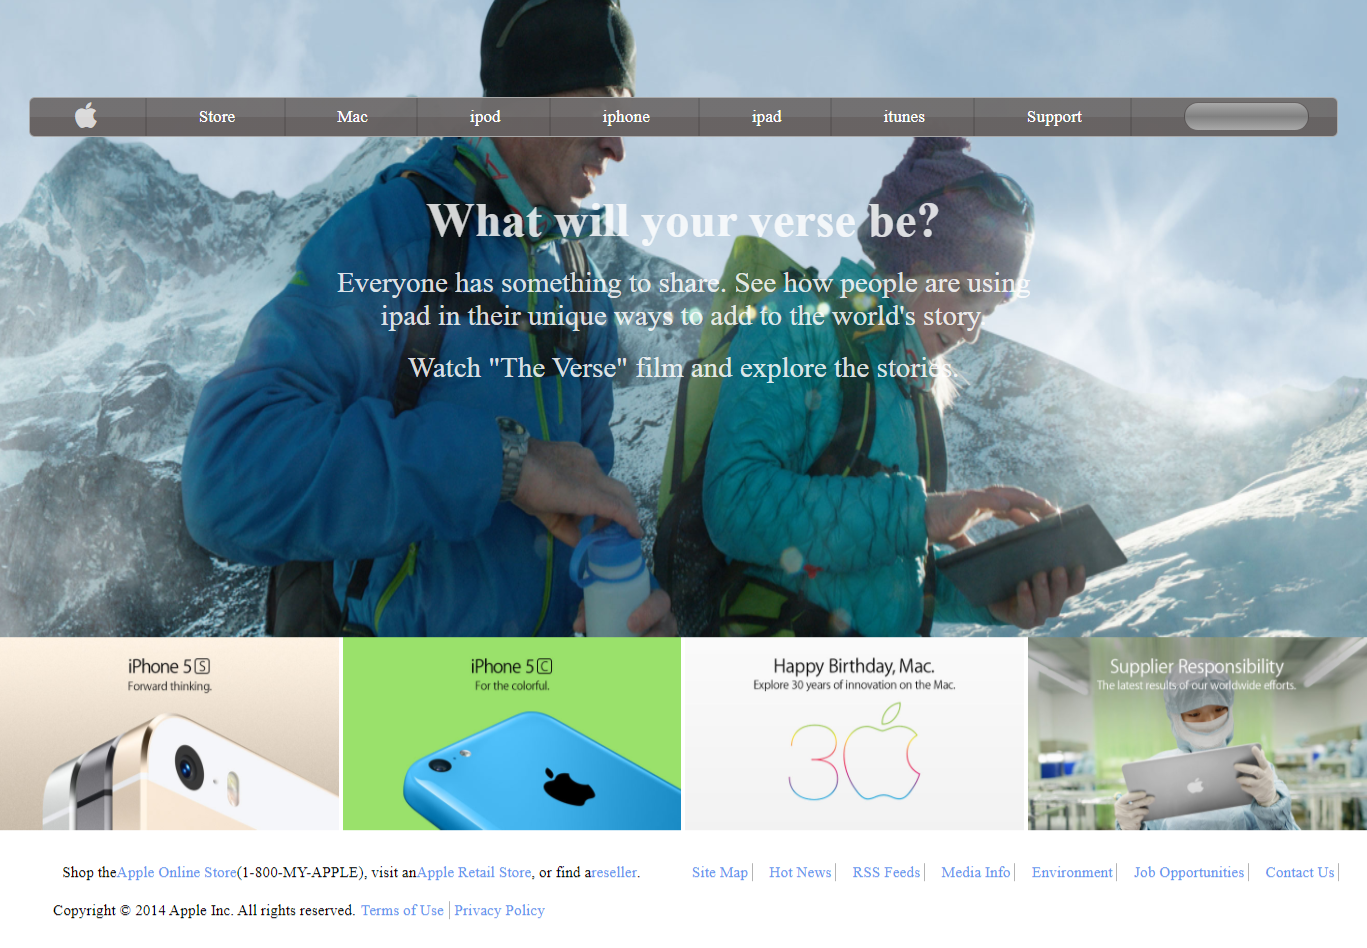 Store Mac ipod iphone ipad itunes Support
What will your verse be?
Everyone has something to share. See how people are using
ipad in their unique ways to add to the world's story.
Watch "The Verse" film and explore the stories.
iPhone 5S
Forward thinking.
iPhone 5C
For the colorful.
Happy Birthday, Mac.
Explore 30 years of innovation on the Mac.
30
Supplier Responsibility
The latest results of our worldwide efforts.
Shop theApple Online Store(1-800-MY-APPLE), visit anApple Retail Store, or find areseller.
Site Map Hot News RSS Feeds Media Info Environment Job Opportunities Contact Us
Copyright © 2014 Apple Inc. All rights reserved. Terms of Use Privacy Policy